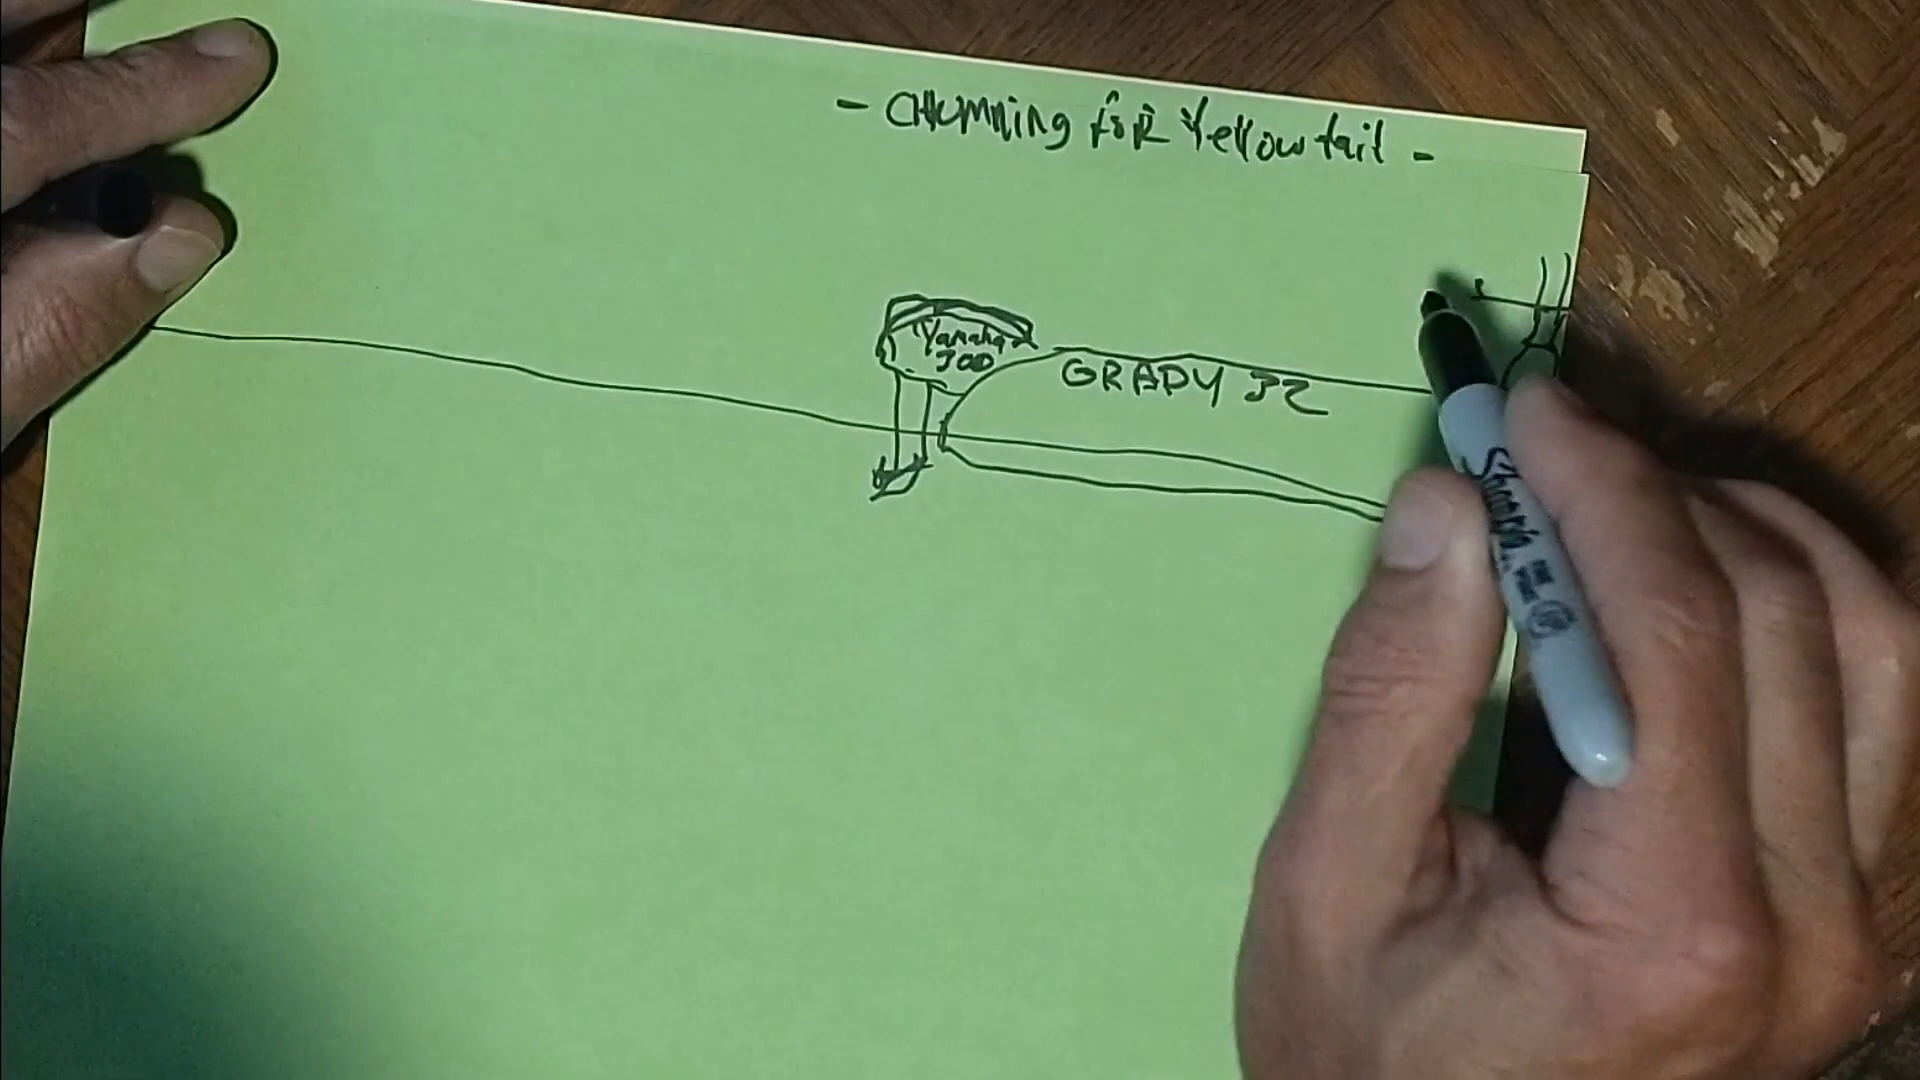 - CHUMMING FOR Yellowtail -
Yamaha
300
GRADY 32
Sharpie